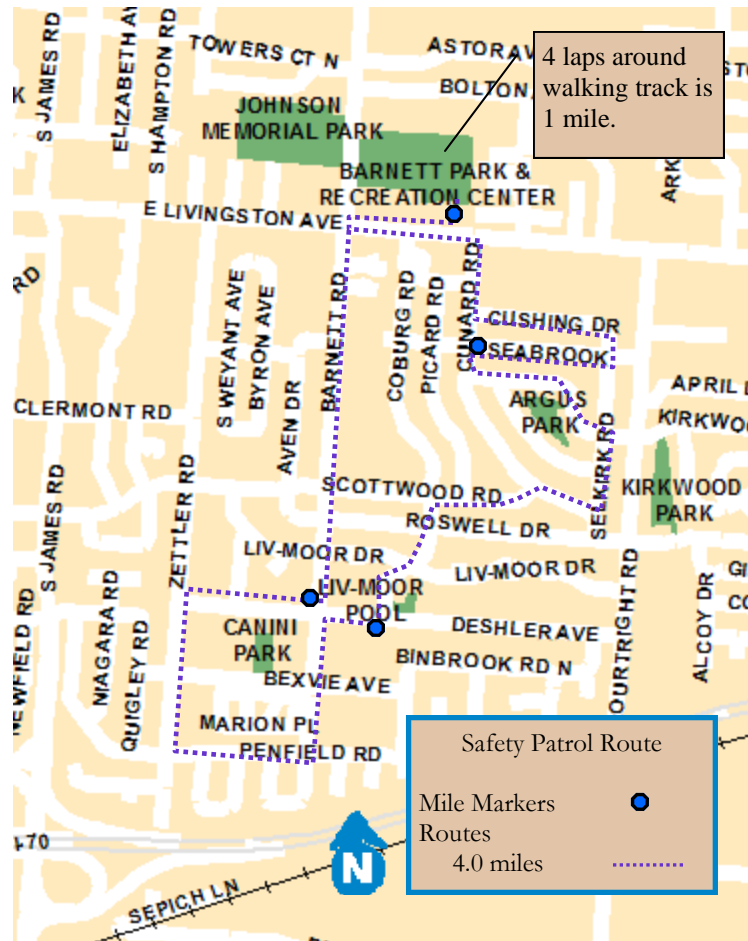 TOWERS CT N
ASTOR AV
4 laps around
walking track is
1 mile.
S JAMES RD
ELIZABETH AV
S HAMPTON RD
K
BOLTON
ST
JOHNSON
MEMORIAL PARK
BARNETT PARK &
RECREATION CENTER
ARK
E LIVINGSTON AVE
RD
S WEYANT AVE
BYRON AVE
AVEN DR
BARNETT RD
COBURG RD
PICARD RD
CUNARD RD
CUSHING DR
SEABROOK
ARGUS
PARK
APRIL
KIRKWOO
CLERMONT RD
SELKIRK RD
KIRKWOOD
PARK
SCOTTWOOD RD
ROSWELL DR
S JAMES RD
ZETTLER RD
LIV-MOOR DR
LIV-MOOR DR
LIV-MOOR
POOL
CANINI
PARK
DESHLER AVE
BINBROOK RD N
BEXVIE AVE
NEWFIELD RD
NIAGARA RD
QUIGLEY RD
OURTRIGHT RD
ALCOY DR
CO
MARION PL
PENFIELD RD
Safety Patrol Route
Mile Markers
Routes
4.0 miles
470
N
SEPICH LN